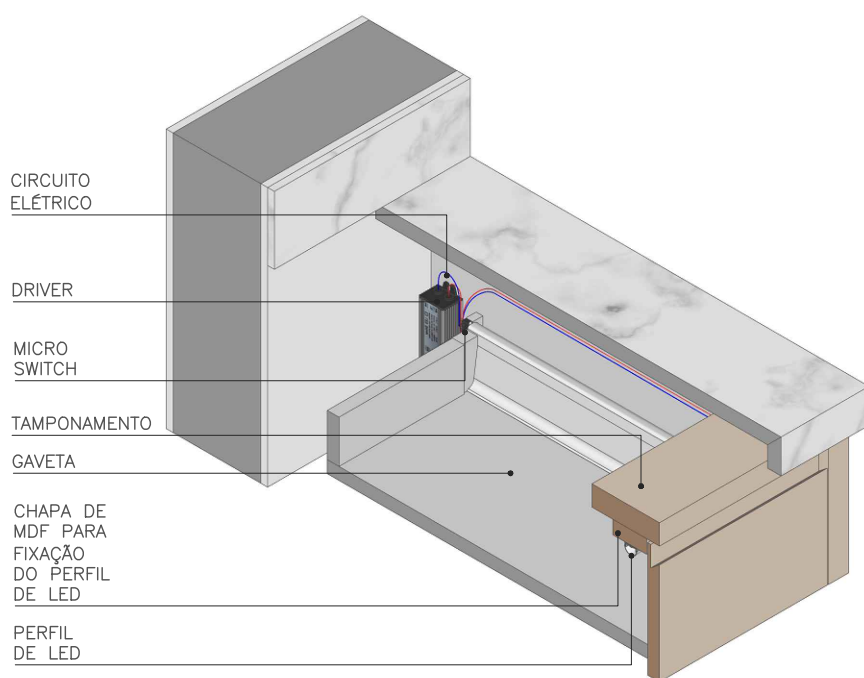 CIRCUITO
ELÉTRICO
DRIVER
MICRO
SWITCH
TAMPONAMENTO
GAVETA
CHAPA DE
MDF PARA
FIXAÇÃO
DO PERFIL
DE LED
PERFIL
DE LED